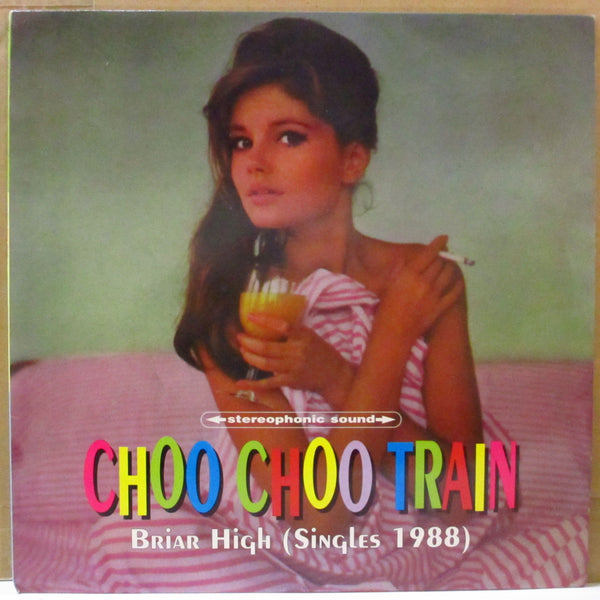 stereophonic sound
CHOO CHOO TRAIN
Briar High (Singles 1988)